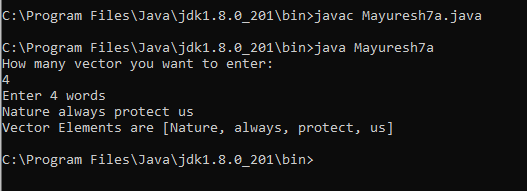 C:\Program Files\Java\jdk1.8.0_201\bin>javac Mayuresh7a.java
C:\Program Files\Java\jdk1.8.0_201\bin>java Mayuresh7a
How many vector you want to enter:
4
Enter 4 words
Nature always protect us
Vector Elements are [Nature, always, protect, us]
C:\Program Files\Java\jdk1.8.0_201\bin>